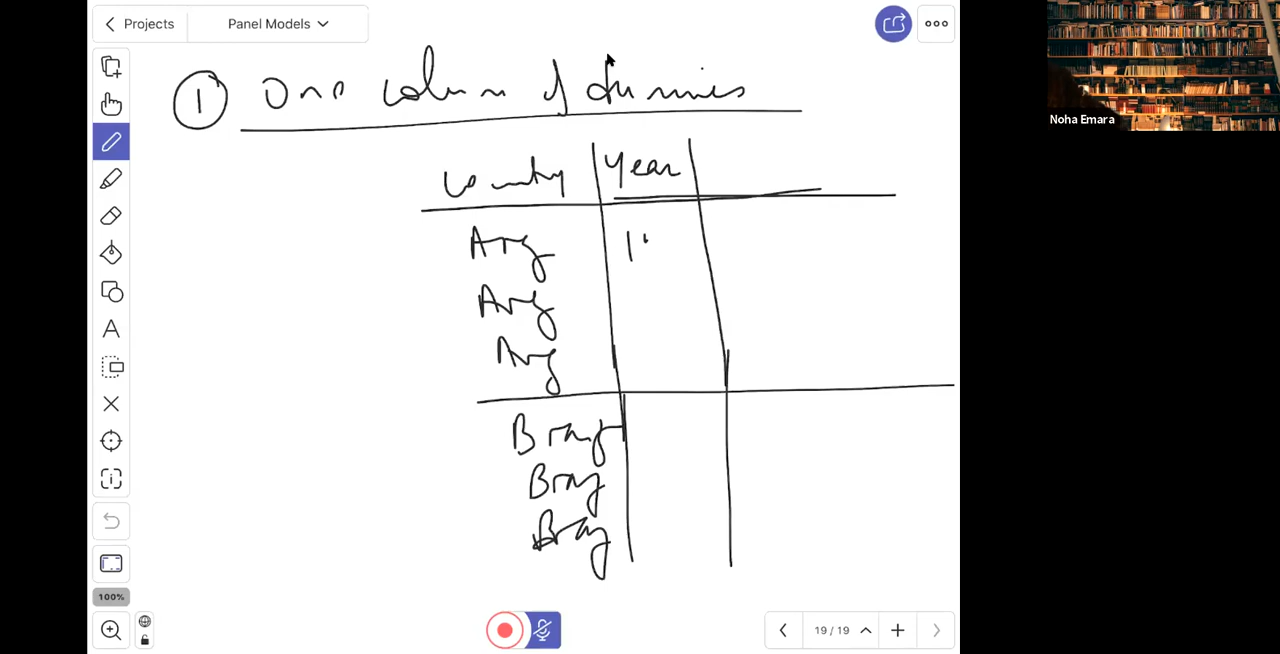 Projects Panel Models
Noha Emara
1 One column of dummies
Country Year
Arg
Arg
Arg
Braz
Braz
Braz
100%
19 / 19